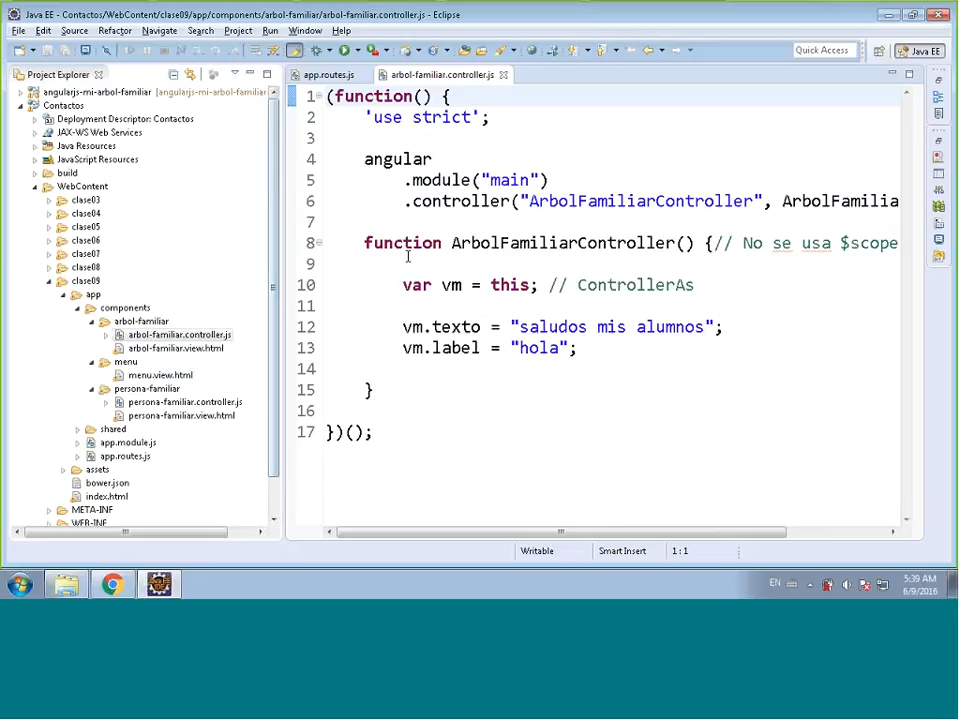 Java EE - Contactos/WebContent/clase09/app/components/arbol-familiar/arbol-familiar.controller.js - Eclipse
File Edit Source Refactor Navigate Search Project Run Window Help
Quick Access
Java EE
Project Explorer
app.routes.js
arbol-familiar.controller.js
angularjs-mi-arbol-familiar [angularjs-mi-arbol-familiar
Contactos
Deployment Descriptor: Contactos
JAX-WS Web Services
Java Resources
JavaScript Resources
build
WebContent
clase03
clase04
clase05
clase06
clase07
clase08
clase09
app
components
arbol-familiar
arbol-familiar.controller.js
arbol-familiar.view.html
menu
menu.view.html
persona-familiar
persona-familiar.controller.js
persona-familiar.view.html
shared
app.module.js
app.routes.js
assets
bower.json
index.html
META-INF
WEB-INF
1 (function() {
2 'use strict';
3
4 angular
5 .module("main")
6 .controller("ArbolFamiliarController", ArbolFamilia
7
8 function ArbolFamiliarController() {// No se usa $scope
9
10 var vm = this; // ControllerAs
11
12 vm.texto = "saludos mis alumnos";
13 vm.label = "hola";
14
15 }
16
17 })();
Writable
Smart Insert
1 : 1
EN
5:39 AM
6/9/2016